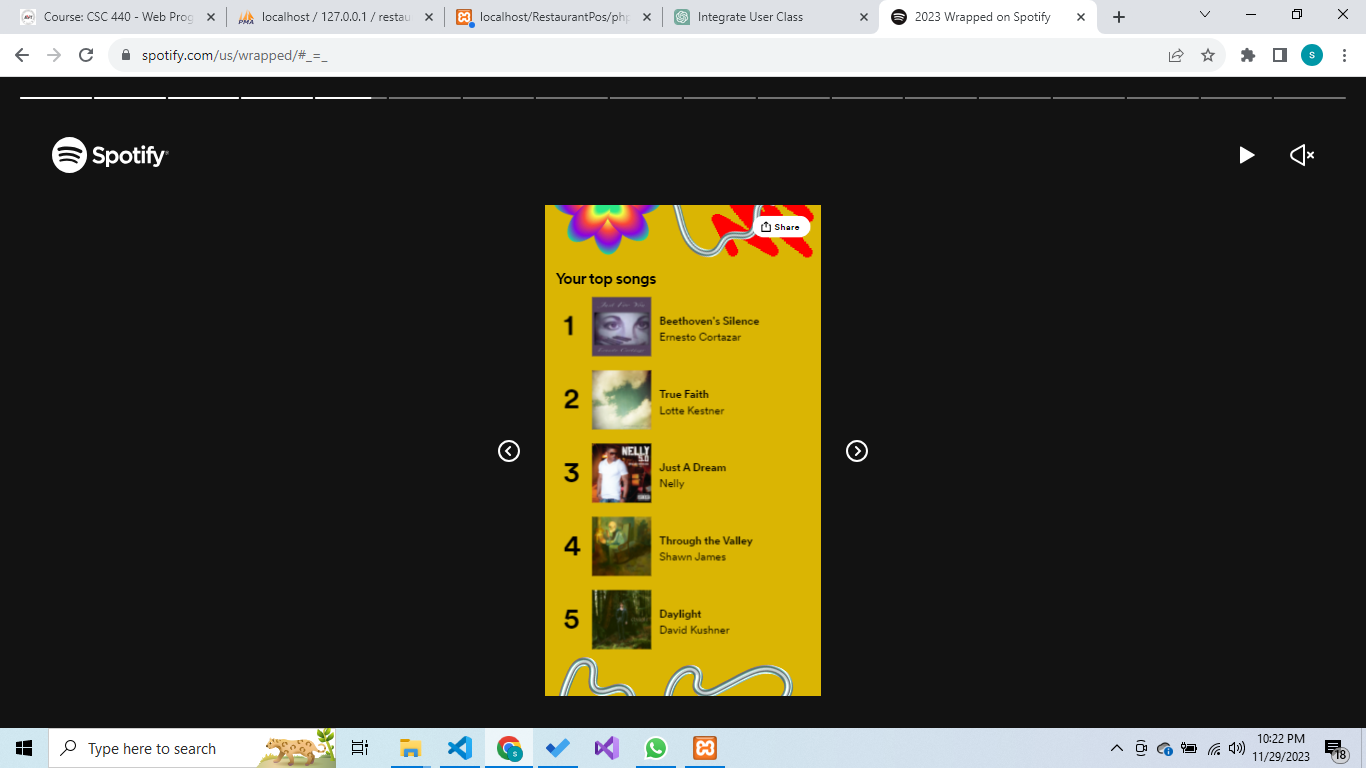 Course: CSC 440 - Web Prog
localhost / 127.0.0.1 / restau
localhost/RestaurantPos/php
Integrate User Class
2023 Wrapped on Spotify
spotify.com/us/wrapped/#_=_
S
Spotify
Share
Your top songs
1
Beethoven's Silence
Ernesto Cortazar
2
True Faith
Lotte Kestner
NELLY
5.0
3
Just A Dream
Nelly
4
Through the Valley
Shawn James
5
Daylight
David Kushner
Type here to search
10:22 PM
11/29/2023
18